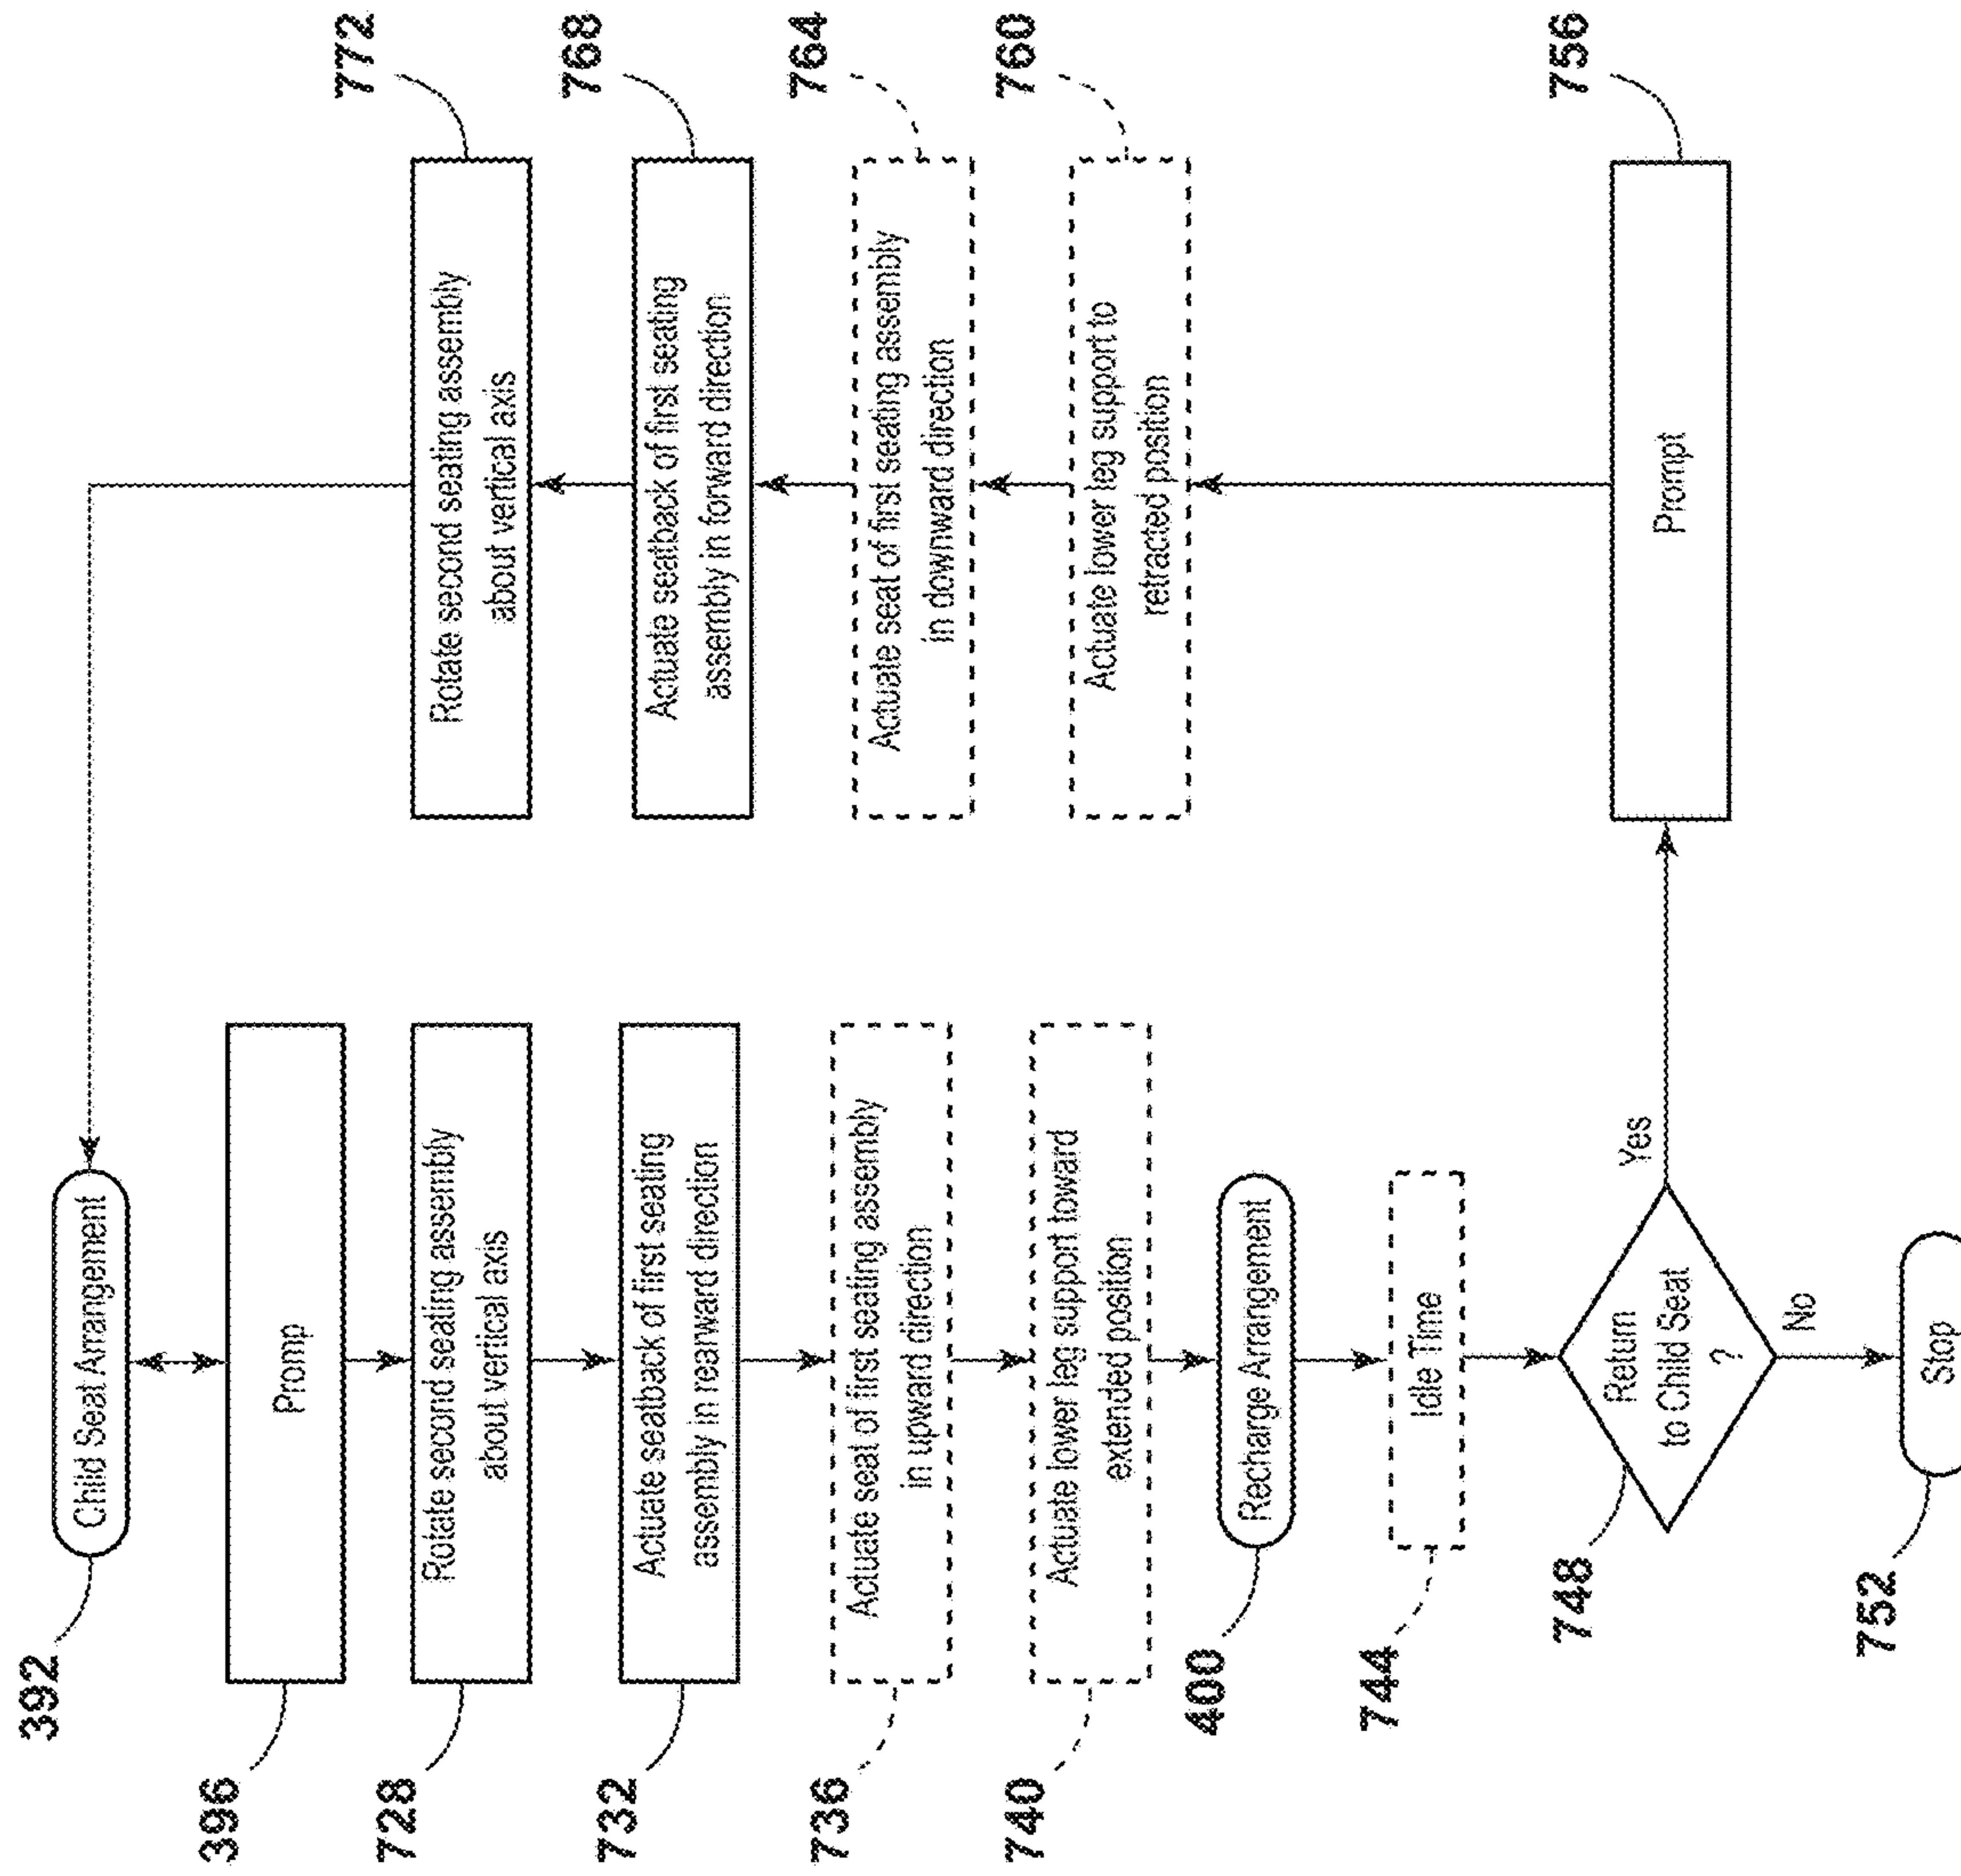 392
Child Seat Arrangement
396
Promp
728
Rotate second seating assembly
about vertical axis
732
Actuate seatback of first seating
assembly in rearward direction
736
Actuate seat of first seating assembly
in upward direction
740
Actuate lower leg support toward
extended position
400
Recharge Arrangement
744
Idle Time
748
Return
to Child Seat
?
Yes
No
752
Stop
772
Rotate second seating assembly
about vertical axis
768
Actuate seatback of first seating
assembly in forward direction
764
Actuate seat of first seating assembly
in downward direction
760
Actuate lower leg support to
retracted position
756
Prompt